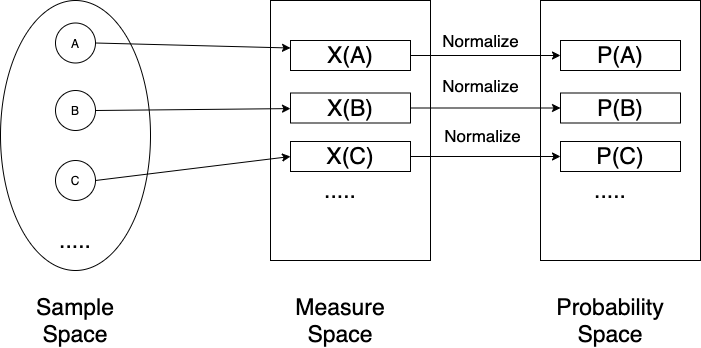 A
X(A)
Normalize
P(A)
B
X(B)
Normalize
P(B)
C
X(C)
Normalize
P(C)
.....
.....
.....
Sample
Space
Measure
Space
Probability
Space